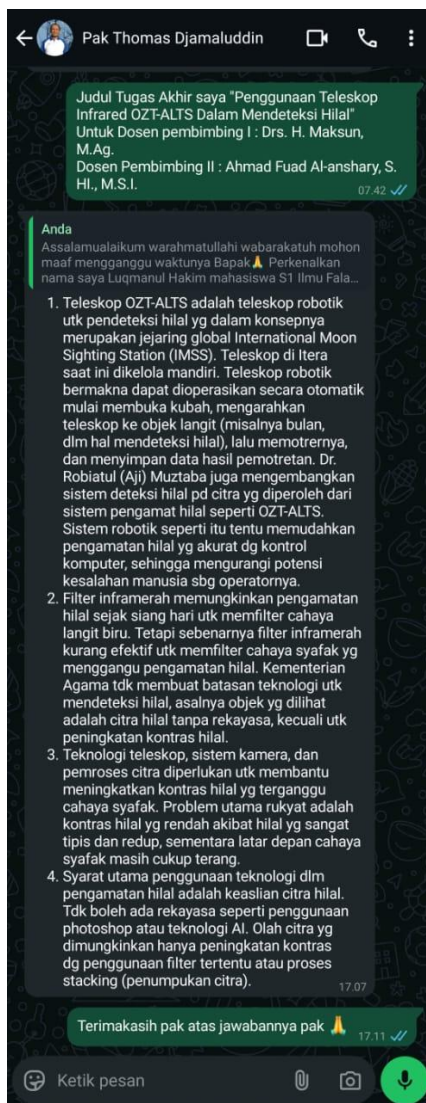 Pak Thomas Djamaluddin
Judul Tugas Akhir saya "Penggunaan Teleskop
Infrared OZT-ALTS Dalam Mendeteksi Hilal"
Untuk Dosen pembimbing I : Drs. H. Maksun,
M.Ag.
Dosen Pembimbing II : Ahmad Fuad Al-anshary, S.
HI., M.S.I.
07.42
Anda
Assalamualaikum warahmatullahi wabarakatuh mohon
maaf mengganggu waktunya Bapak🙏 Perkenalkan
nama saya Luqmanul Hakim mahasiswa S1 Ilmu Fala...
1. Teleskop OZT-ALTS adalah teleskop robotik
utk pendeteksi hilal yg dalam konsepnya
merupakan jejaring global International Moon
Sighting Station (IMSS). Teleskop di Itera
saat ini dikelola mandiri. Teleskop robotik
bermakna dapat dioperasikan secara otomatik
mulai membuka kubah, mengarahkan
teleskop ke objek langit (misalnya bulan,
dlm hal mendeteksi hilal), lalu memotrernya,
dan menyimpan data hasil pemotretan. Dr.
Robiatul (Aji) Muztaba juga mengembangkan
sistem deteksi hilal pd citra yg diperoleh dari
sistem pengamat hilal seperti OZT-ALTS.
Sistem robotik seperti itu tentu memudahkan
pengamatan hilal yg akurat dg kontrol
komputer, sehingga mengurangi potensi
kesalahan manusia sbg operatornya.
2. Filter inframerah memungkinkan pengamatan
hilal sejak siang hari utk memfilter cahaya
langit biru. Tetapi sebenarnya filter inframerah
kurang efektif utk memfilter cahaya syafak yg
menggangu pengamatan hilal. Kementerian
Agama tdk membuat batasan teknologi utk
mendeteksi hilal, asalnya objek yg dilihat
adalah citra hilal tanpa rekayasa, kecuali utk
peningkatan kontras hilal.
3. Teknologi teleskop, sistem kamera, dan
pemroses citra diperlukan utk membantu
meningkatkan kontras hilal yg terganggu
cahaya syafak. Problem utama rukyat adalah
kontras hilal yg rendah akibat hilal yg sangat
tipis dan redup, sementara latar depan cahaya
syafak masih cukup terang.
4. Syarat utama penggunaan teknologi dlm
pengamatan hilal adalah keaslian citra hilal.
Tdk boleh ada rekayasa seperti penggunaan
photoshop atau teknologi AI. Olah citra yg
dimungkinkan hanya peningkatan kontras
dg penggunaan filter tertentu atau proses
stacking (penumpukan citra).
17.07
Terimakasih pak atas jawabannya pak 🙏
17.11
Ketik pesan